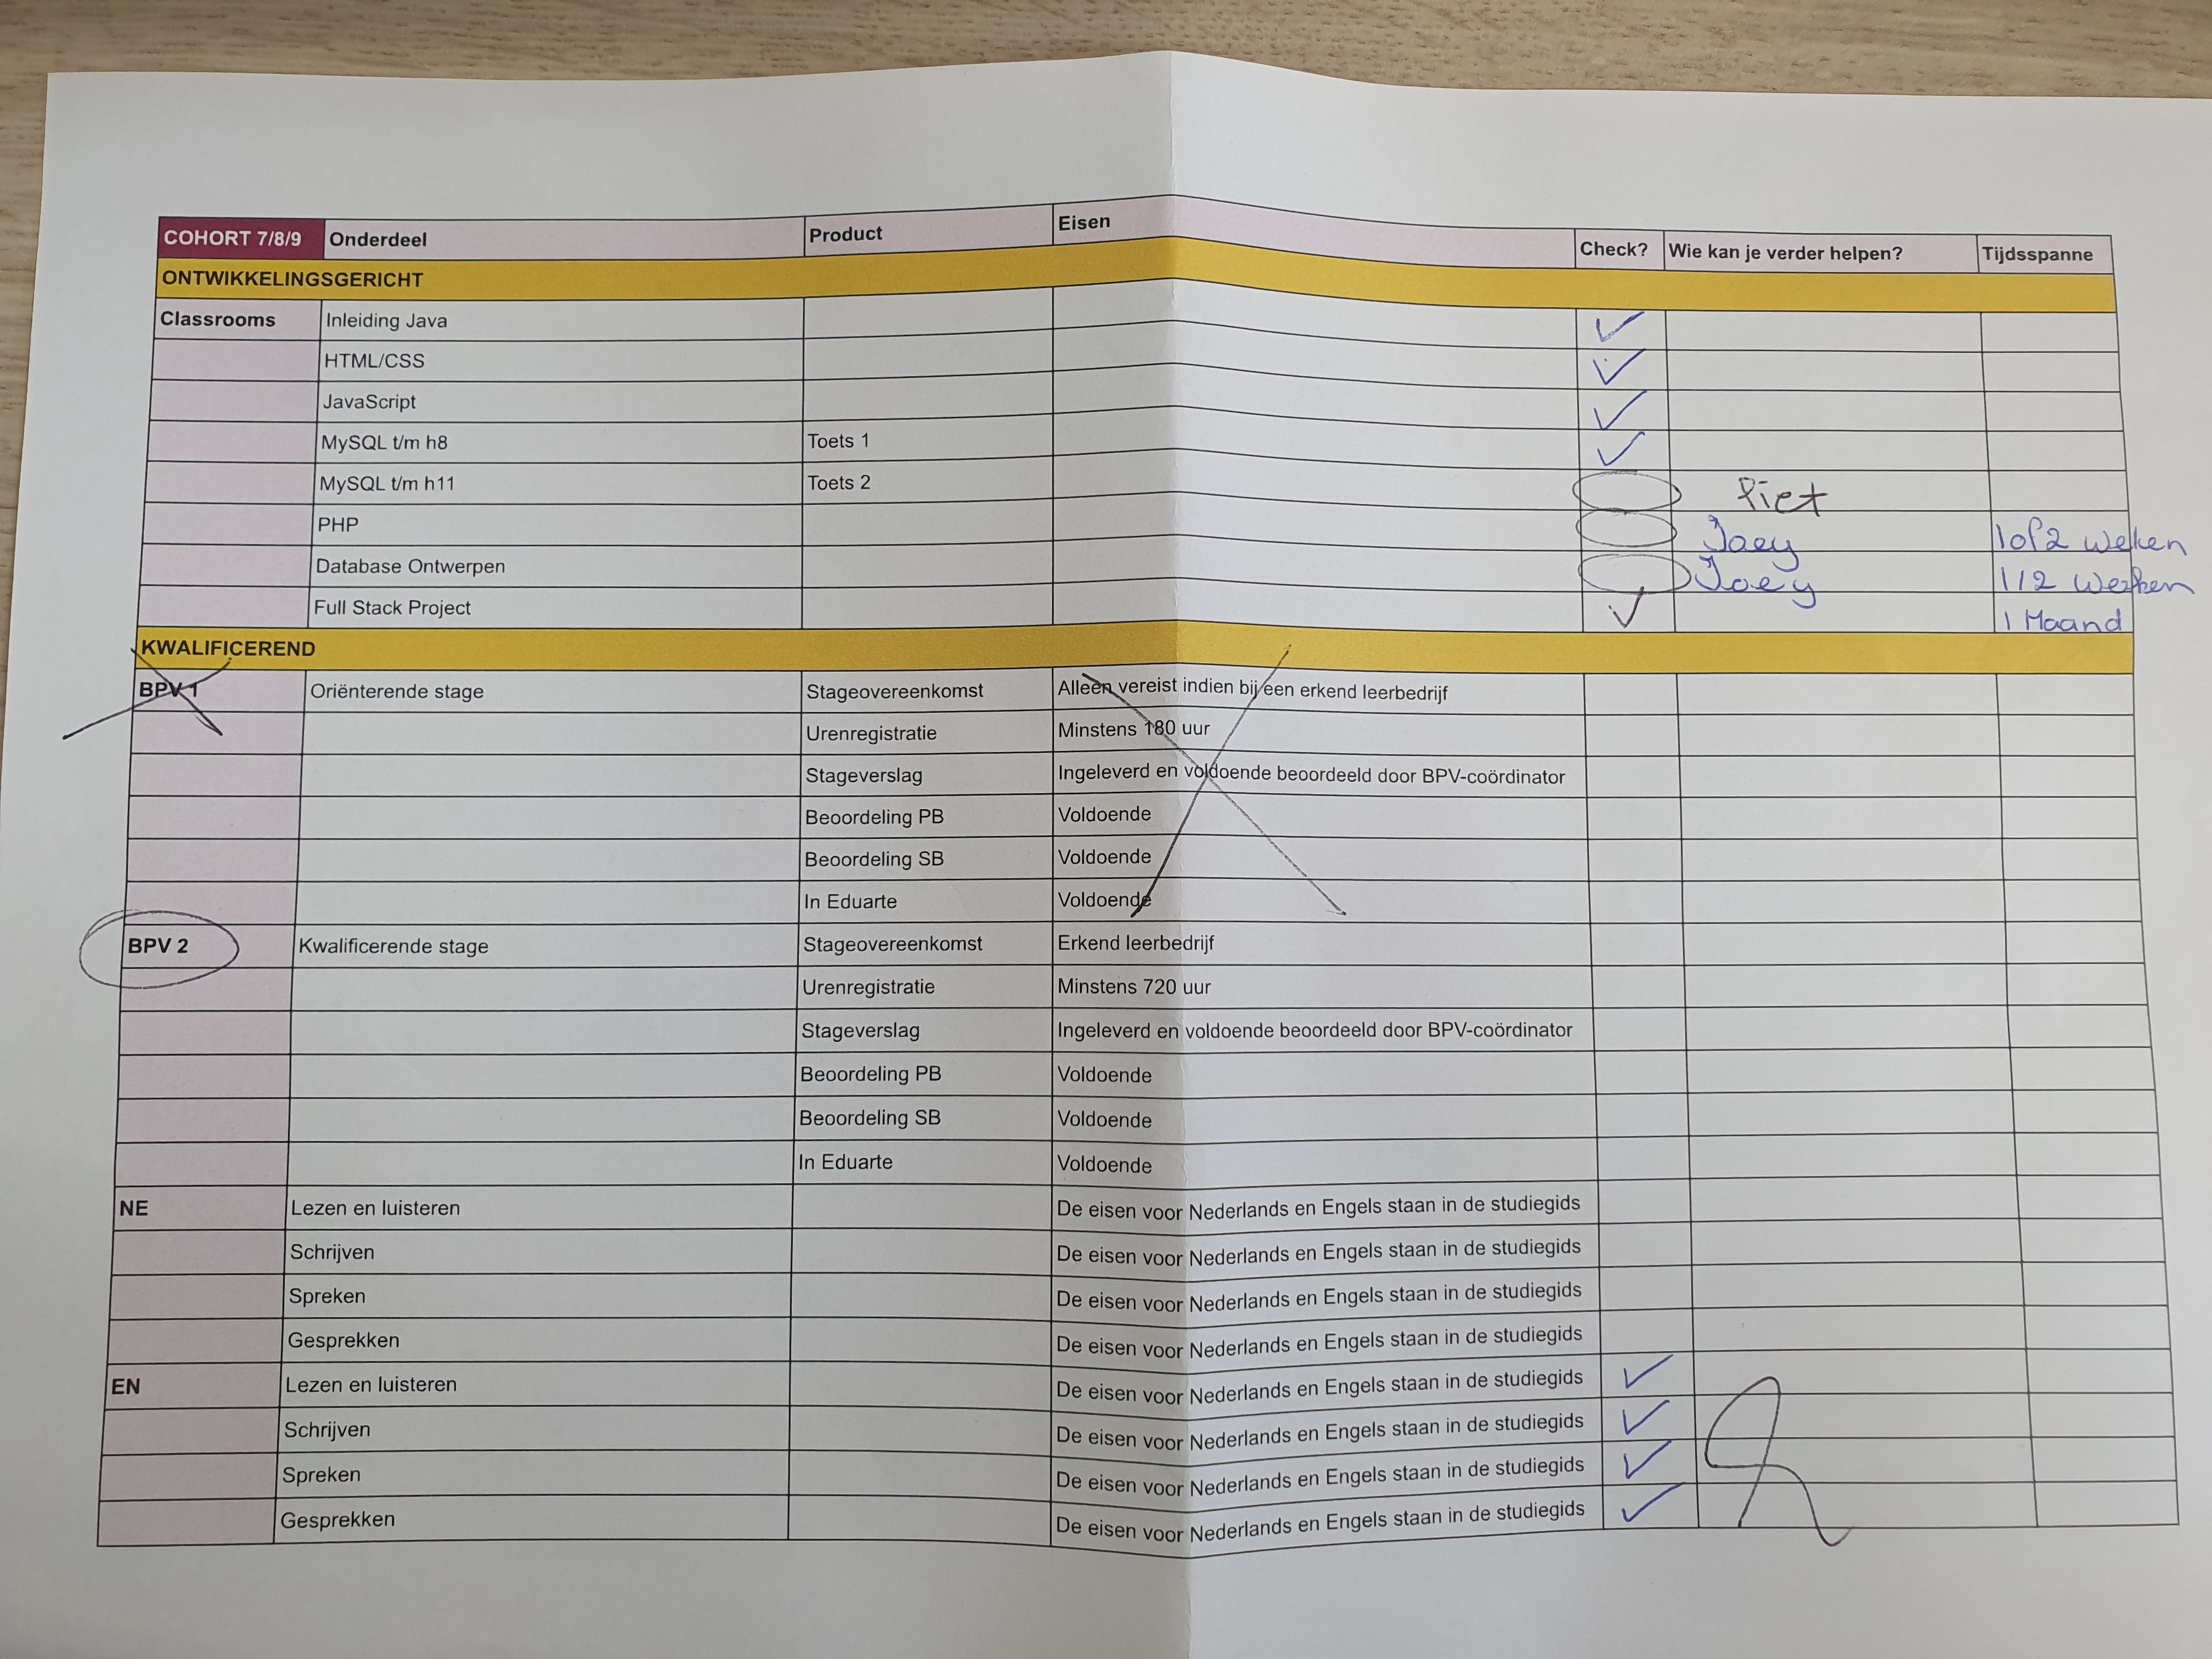 COHORT 7/8/9 Onderdeel Product Eisen Check? Wie kan je verder helpen? Tijdsspanne
ONTWIKKELINGSGERICHT
Classrooms Inleiding Java
HTML/CSS
JavaScript
MySQL t/m h8 Toets 1
MySQL t/m h11 Toets 2 Piet
PHP Joey 1 of 2 weken
Database Ontwerpen Joey 1/2 weken
Full Stack Project 1 Maand
KWALIFICEREND
BPV 1 Oriënterende stage Stageovereenkomst Alleen vereist indien bij een erkend leerbedrijf
Urenregistratie Minstens 180 uur
Stageverslag Ingeleverd en voldoende beoordeeld door BPV-coördinator
Beoordeling PB Voldoende
Beoordeling SB Voldoende
In Eduarte Voldoende
BPV 2 Kwalificerende stage Stageovereenkomst Erkend leerbedrijf
Urenregistratie Minstens 720 uur
Stageverslag Ingeleverd en voldoende beoordeeld door BPV-coördinator
Beoordeling PB Voldoende
Beoordeling SB Voldoende
In Eduarte Voldoende
NE Lezen en luisteren De eisen voor Nederlands en Engels staan in de studiegids
Schrijven De eisen voor Nederlands en Engels staan in de studiegids
Spreken De eisen voor Nederlands en Engels staan in de studiegids
Gesprekken De eisen voor Nederlands en Engels staan in de studiegids
EN Lezen en luisteren De eisen voor Nederlands en Engels staan in de studiegids
Schrijven De eisen voor Nederlands en Engels staan in de studiegids
Spreken De eisen voor Nederlands en Engels staan in de studiegids
Gesprekken De eisen voor Nederlands en Engels staan in de studiegids